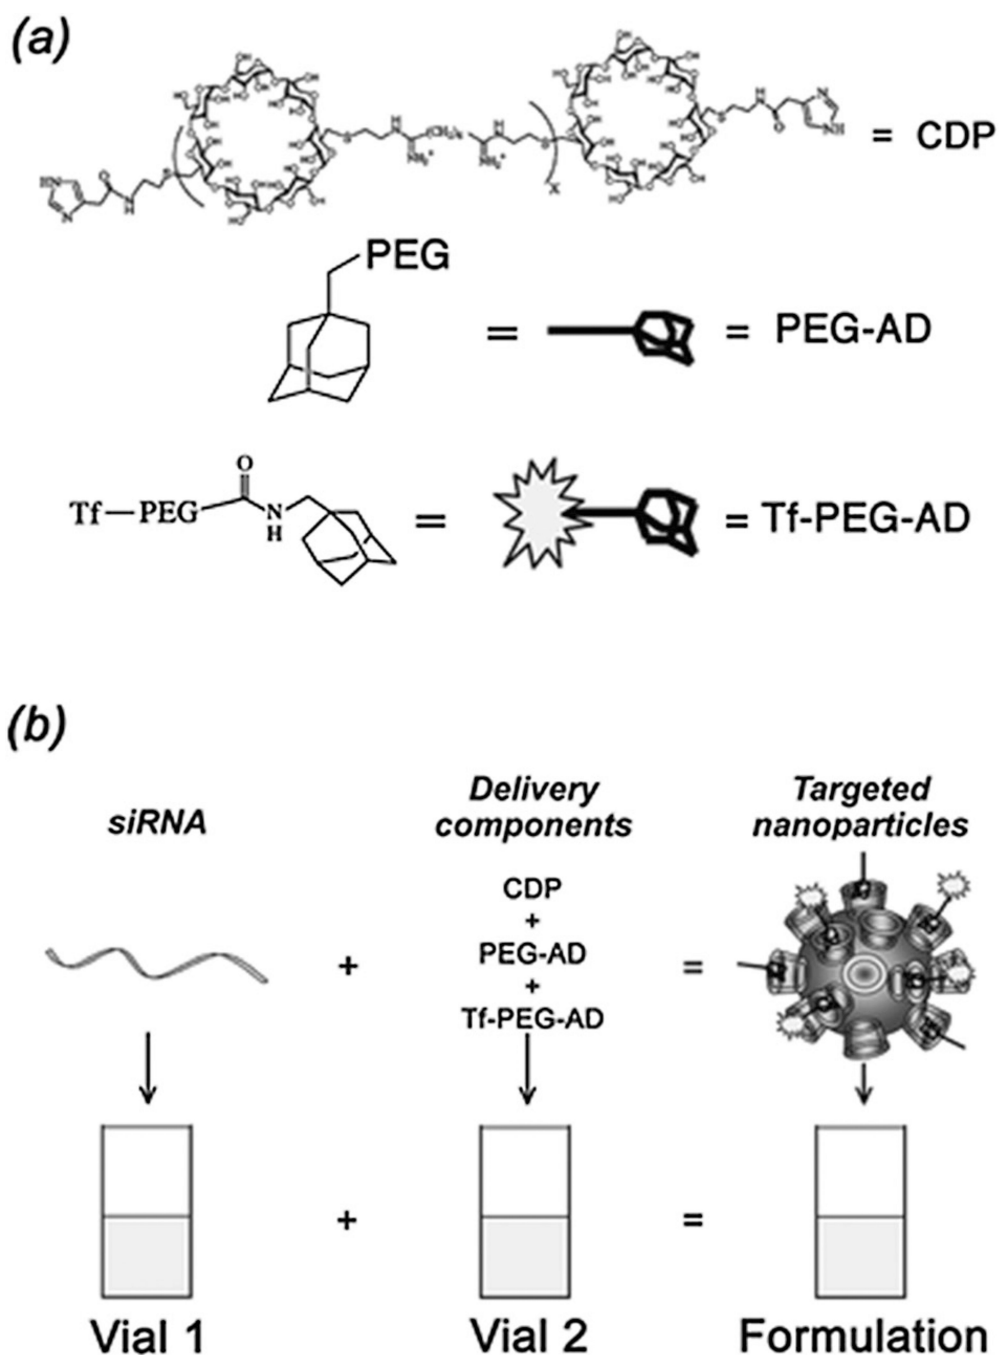 (a)
= CDP
PEG
= = PEG-AD
O
Tf—PEG
N
H
= = Tf-PEG-AD
(b)
siRNA
Delivery
components
Targeted
nanoparticles
CDP
+
PEG-AD
+
Tf-PEG-AD
+ =
+ =
Vial 1
Vial 2
Formulation